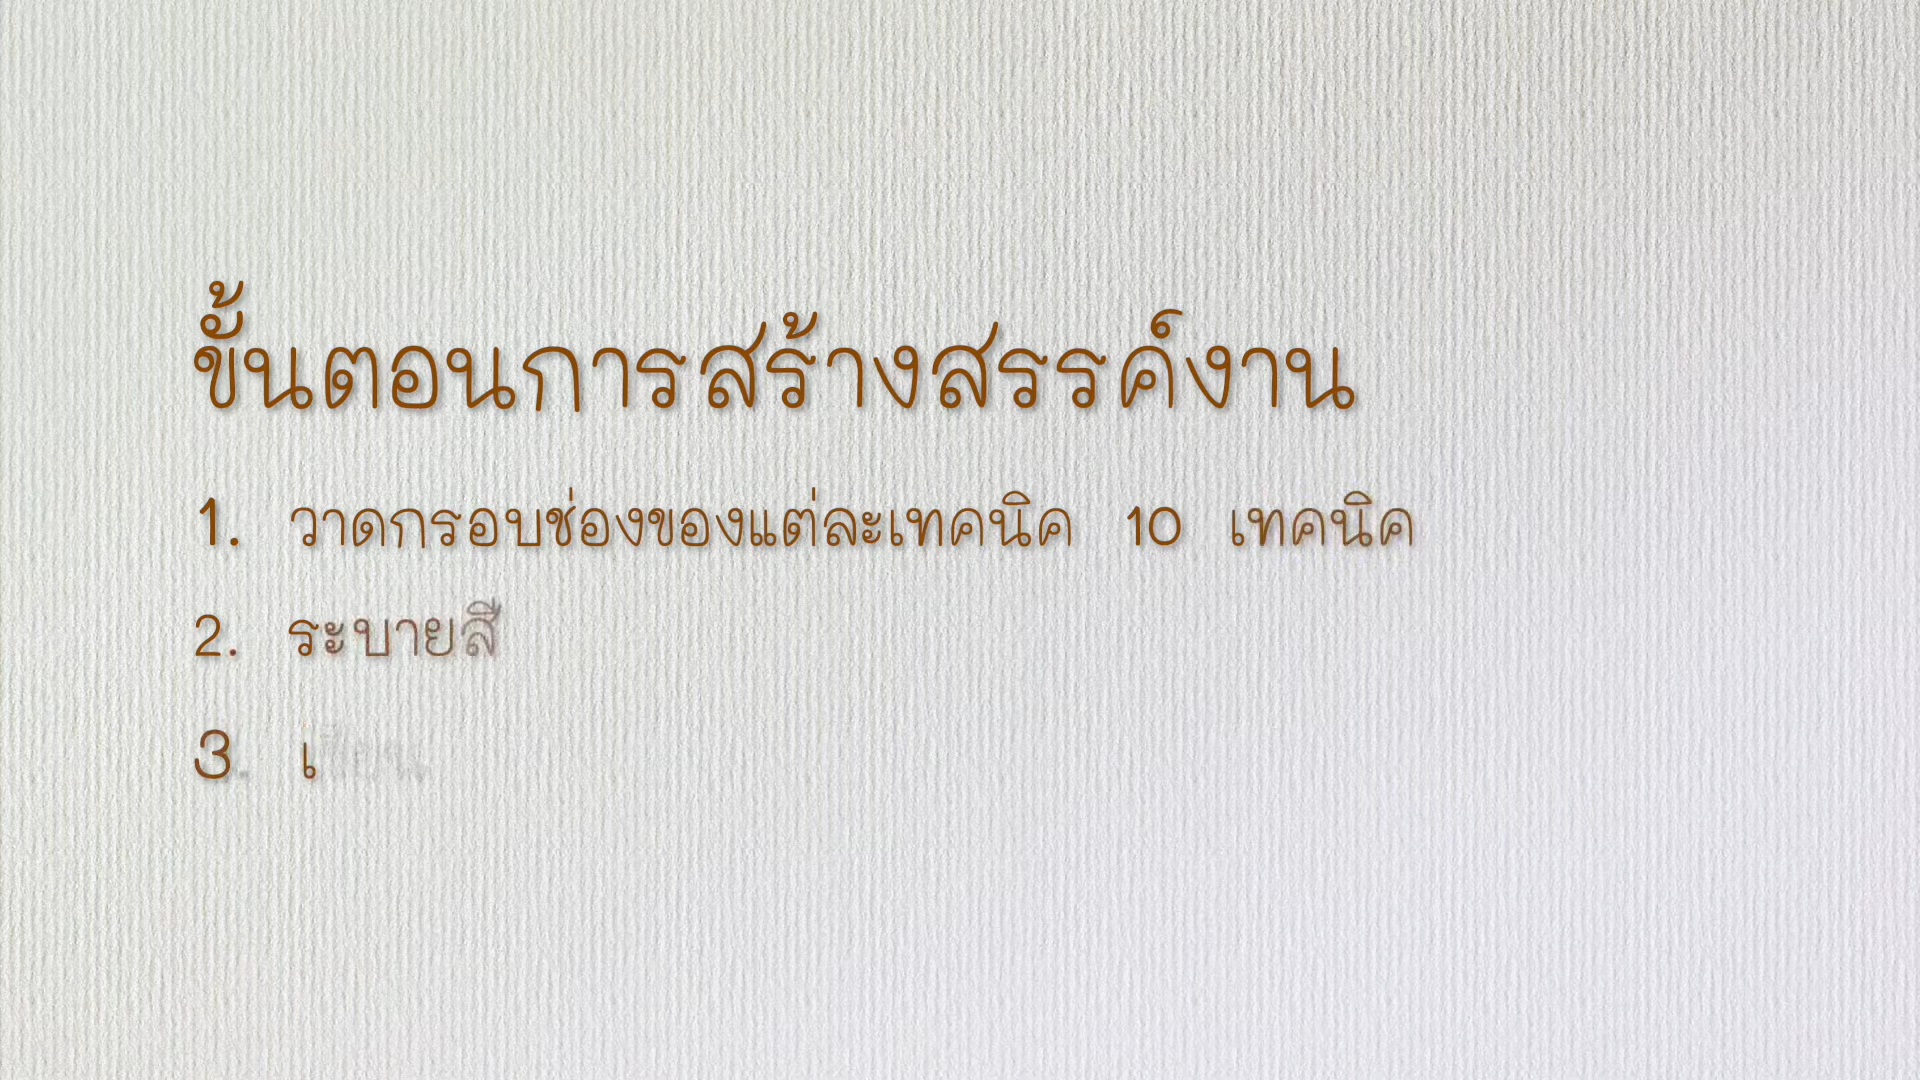 ขั้นตอนการสร้างสรรค์งาน
1. วาดกรอบช่องของแต่ละเทคนิค 10 เทคนิค
2. ระบายสี
3.